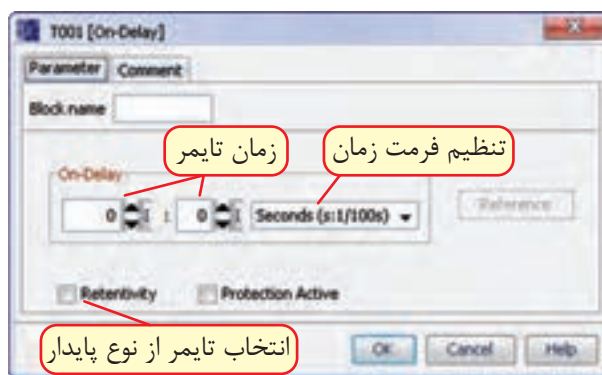 T001 [On-Delay]
Parameter Comment
Block name
زمان تایمر تنظیم فرمت زمان
On-Delay
0 : 0 Seconds (s:1/100s) Reference
Retentivity Protection Active
انتخاب تایمر از نوع پایدار
OK Cancel Help